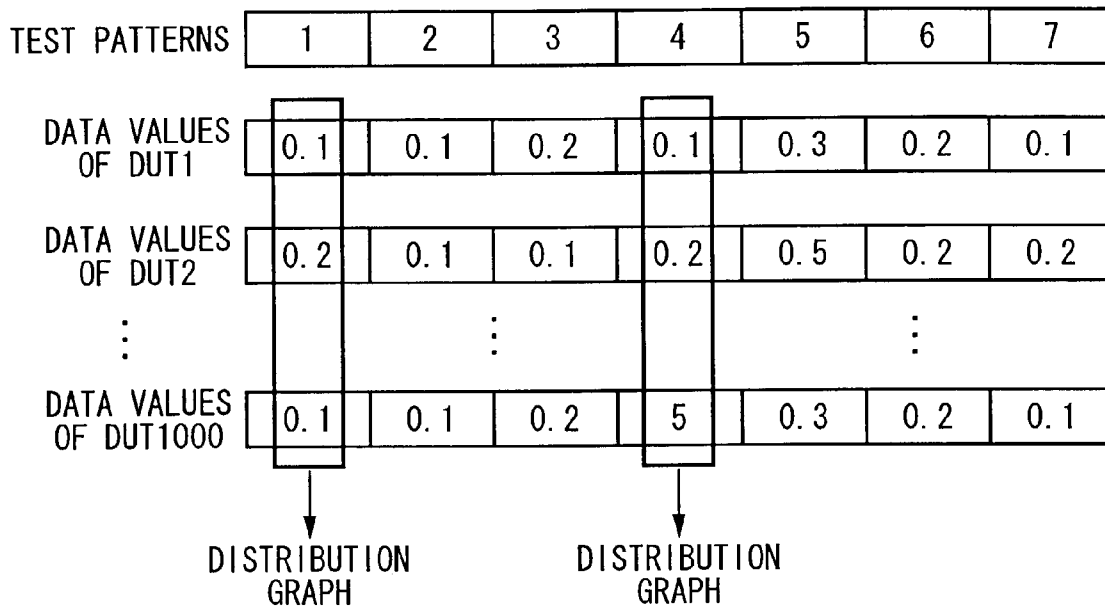 TEST PATTERNS 1 2 3 4 5 6 7
DATA VALUES
OF DUT1
0.1 0.1 0.2 0.1 0.3 0.2 0.1
DATA VALUES
OF DUT2
0.2 0.1 0.1 0.2 0.5 0.2 0.2
DATA VALUES
OF DUT1000
0.1 0.1 0.2 5 0.3 0.2 0.1
DISTRIBUTION
GRAPH
DISTRIBUTION
GRAPH